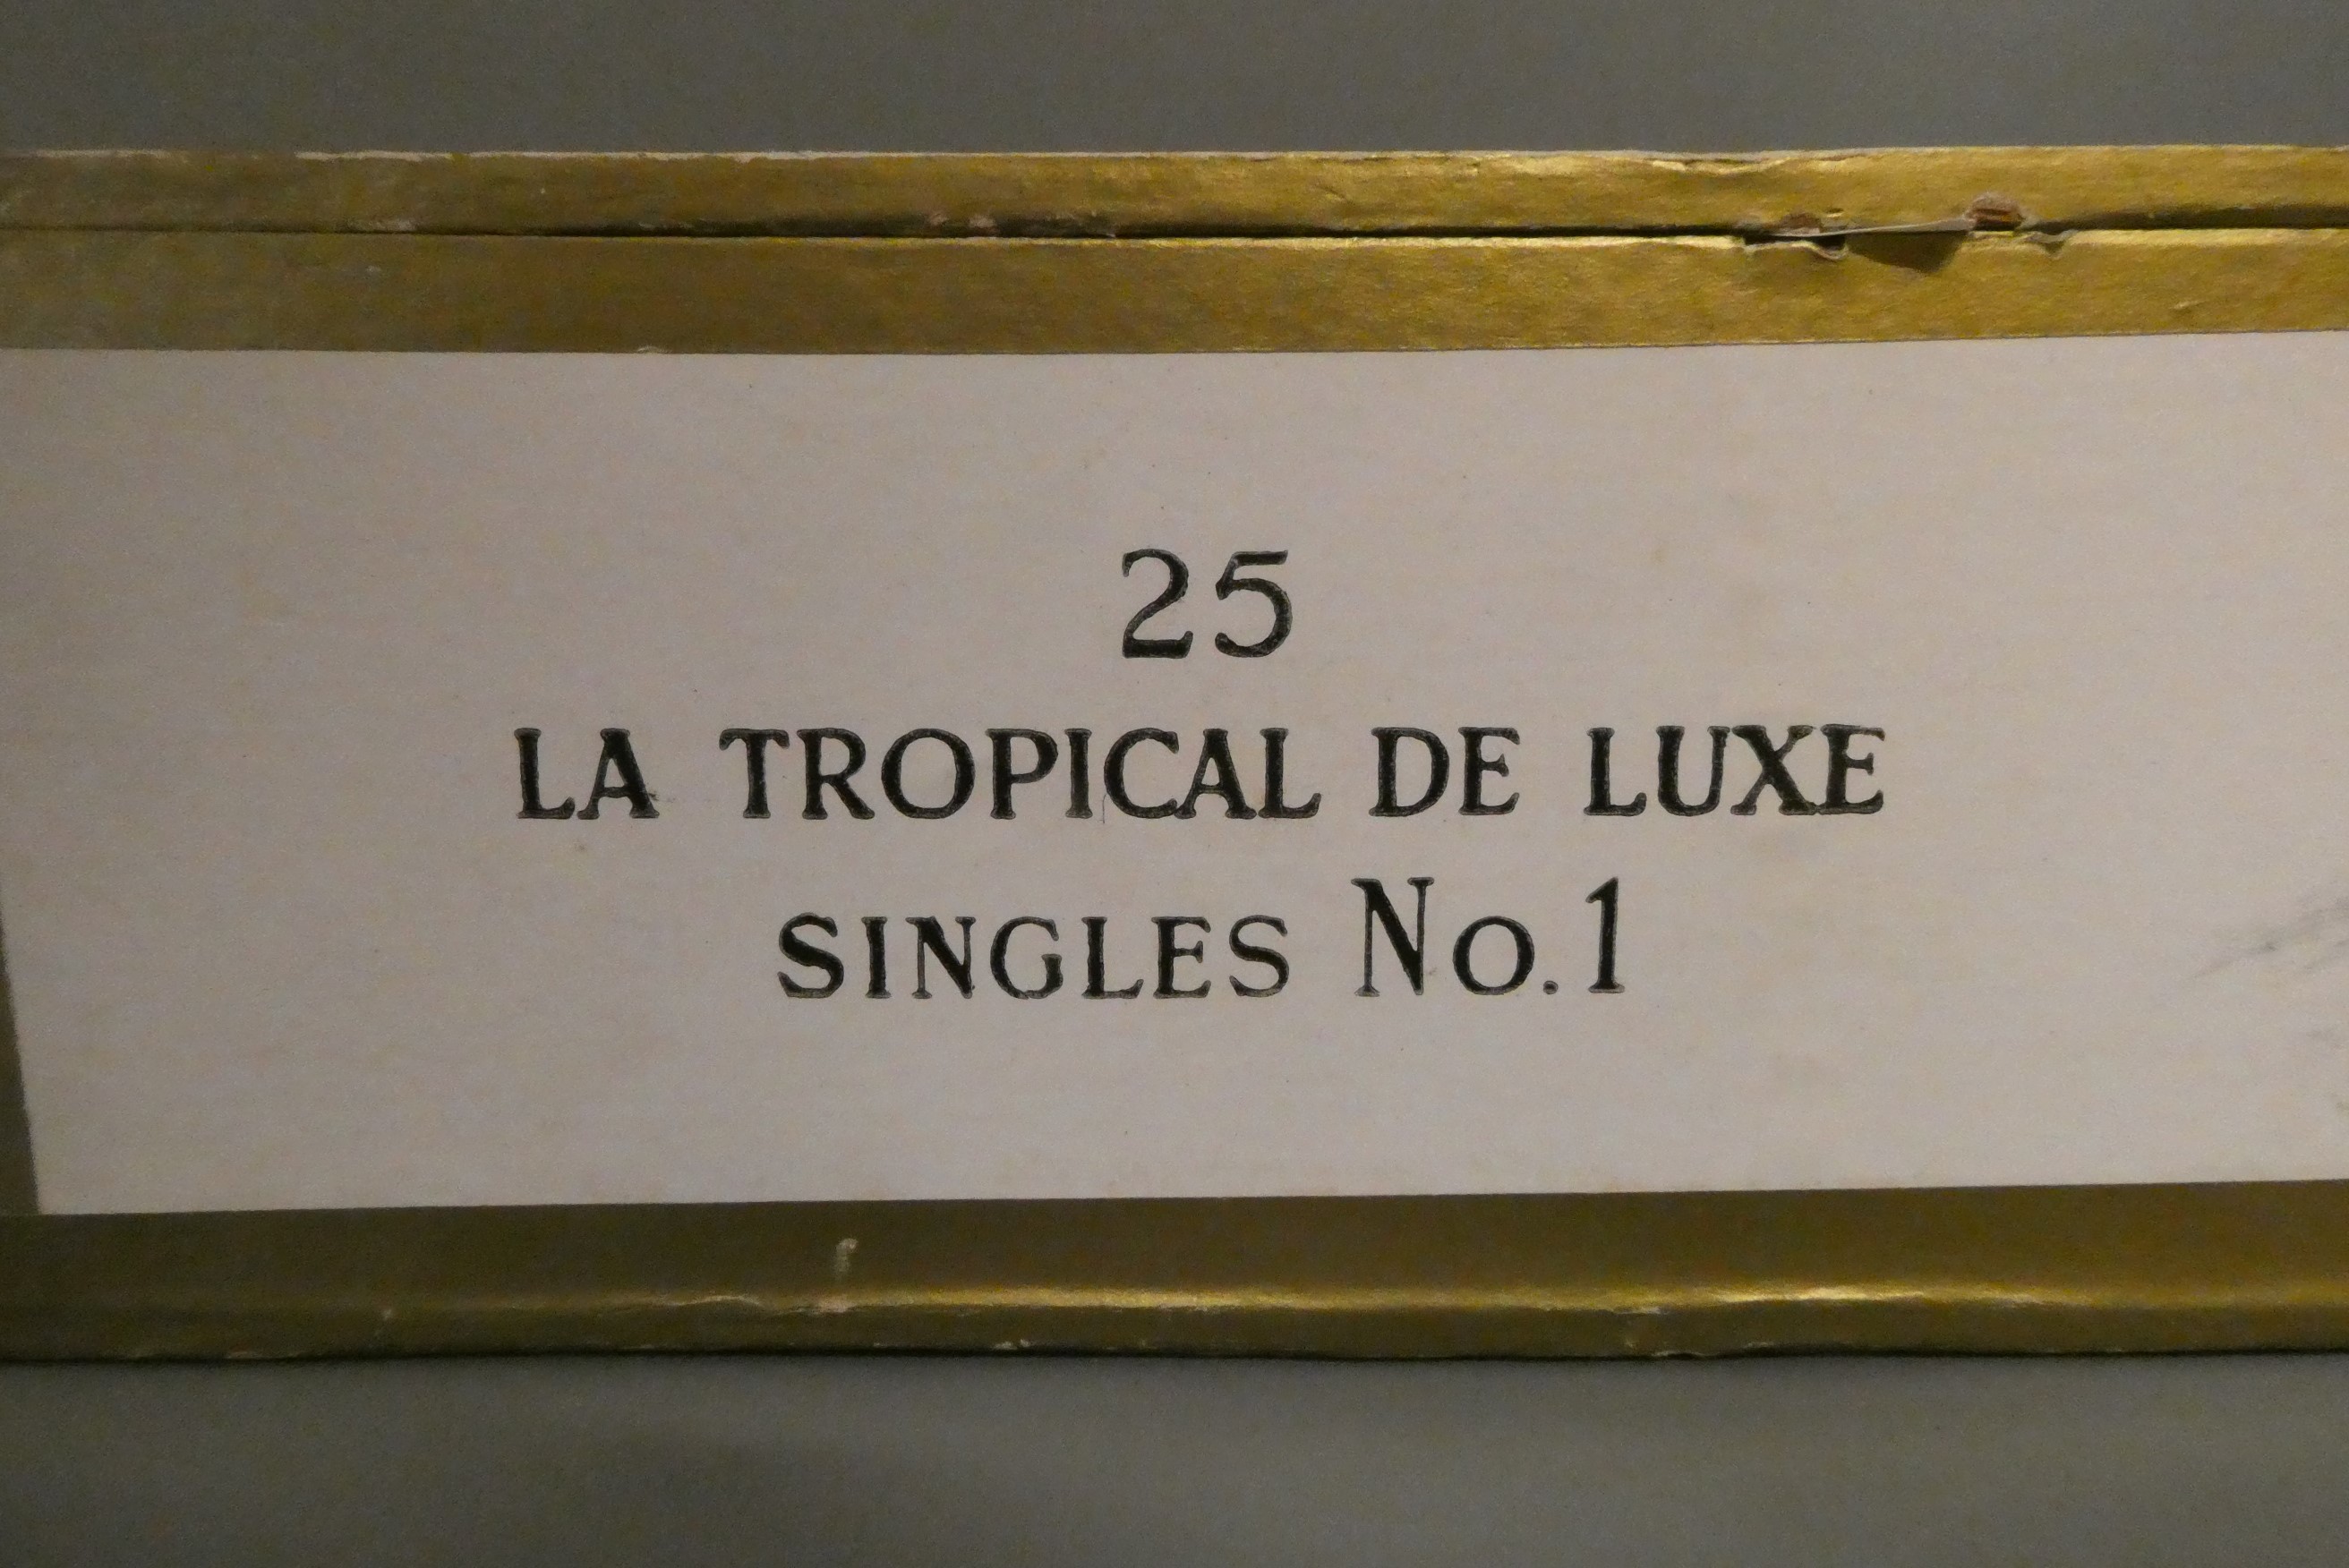 25
LA TROPICAL DE LUXE
SINGLES No.1